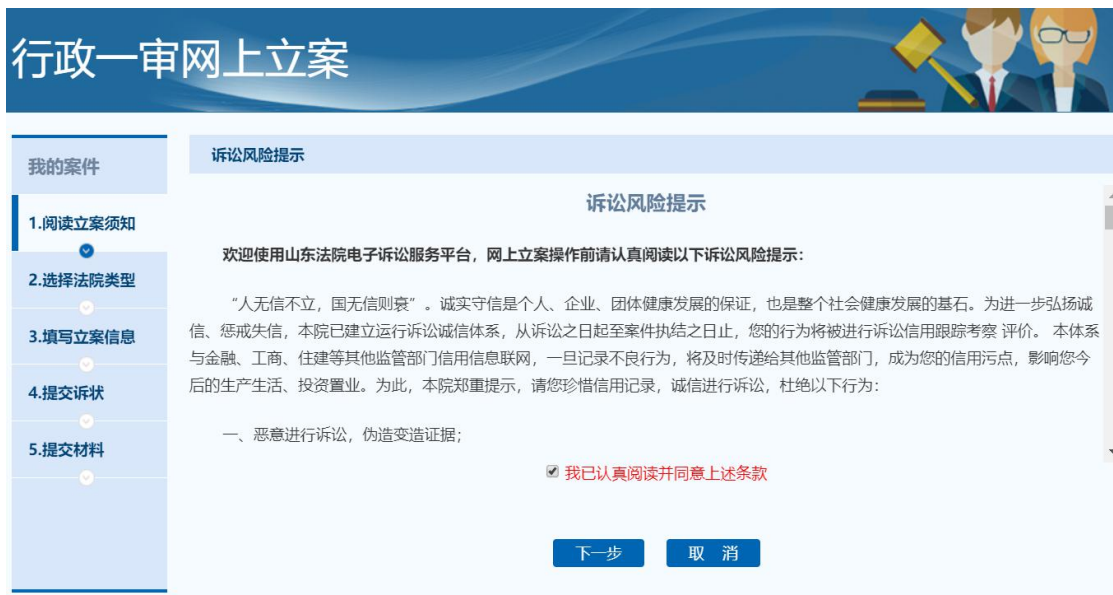 行政一审网上立案
我的案件
1.阅读立案须知
2.选择法院类型
3.填写立案信息
4.提交诉状
5.提交材料
诉讼风险提示
诉讼风险提示
欢迎使用山东法院电子诉讼服务平台，网上立案操作前请认真阅读以下诉讼风险提示：
“人无信不立，国无信则衰”。诚实守信是个人、企业、团体健康发展的保证，也是整个社会健康发展的基石。为进一步弘扬诚
信、惩戒失信，本院已建立运行诉讼诚信体系，从诉讼之日起至案件执结之日止，您的行为将被进行诉讼信用跟踪考察 评价。 本体系
与金融、工商、住建等其他监管部门信用信息联网，一旦记录不良行为，将及时传递给其他监管部门，成为您的信用污点，影响您今
后的生产生活、投资置业。为此，本院郑重提示，请您珍惜信用记录，诚信进行诉讼，杜绝以下行为：
一、恶意进行诉讼，伪造变造证据；
我已认真阅读并同意上述条款
下一步
取 消